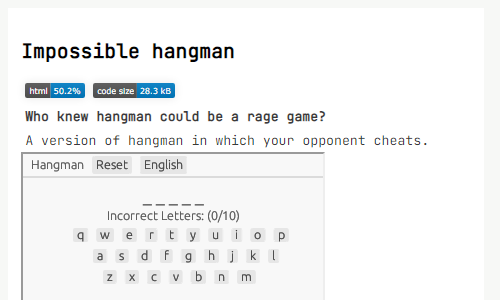 Impossible hangman
html 50.2% code size 28.3 kB
Who knew hangman could be a rage game?
A version of hangman in which your opponent cheats.
Hangman Reset English
_ _ _ _ _
Incorrect Letters: (0/10)
q w e r t y u i o p
a s d f g h j k l
z x c v b n m